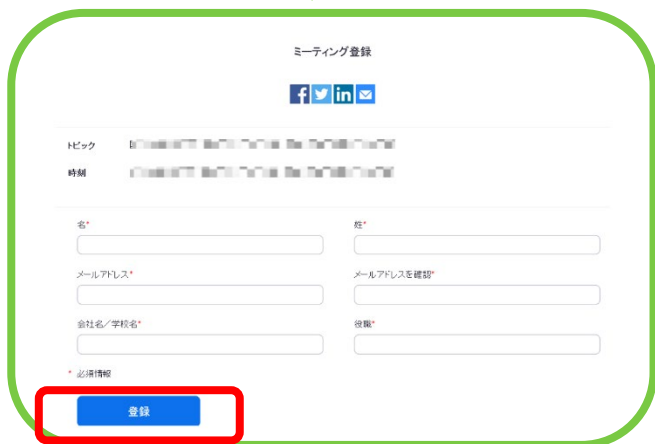 ミーティング登録
f in
トピック
時刻
名* 姓*
メールアドレス* メールアドレスを確認*
会社名/学校名* 役職*
* 必須情報
登録